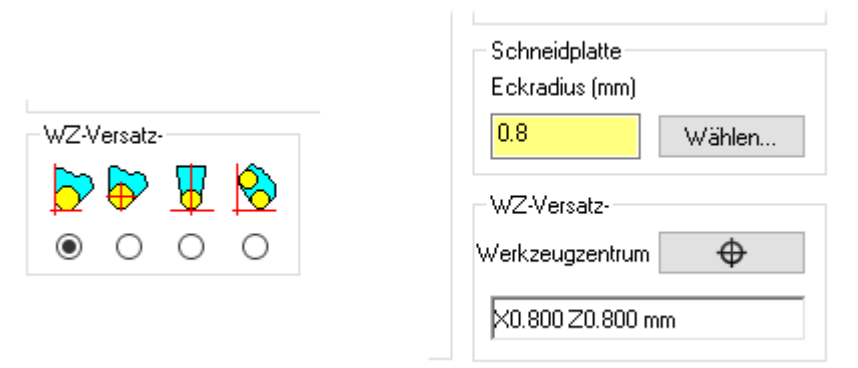 WZ-Versatz-
Schneidplatte
Eckradius (mm)
0.8
Wählen...
WZ-Versatz-
Werkzeugzentrum
X0.800 Z0.800 mm